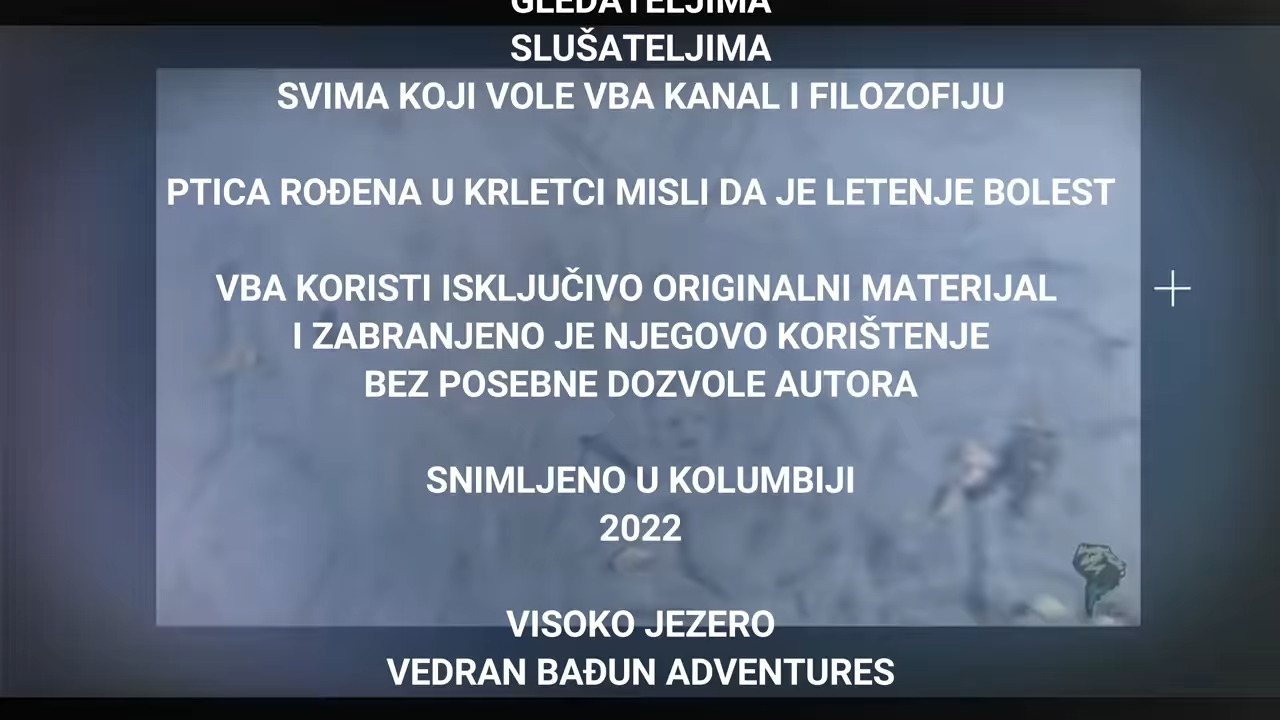 GLEDATELJIMA
SLUŠATELJIMA
SVIMA KOJI VOLE VBA KANAL I FILOZOFIJU
PTICA ROĐENA U KRLETCI MISLI DA JE LETENJE BOLEST
VBA KORISTI ISKLJUČIVO ORIGINALNI MATERIJAL
I ZABRANJENO JE NJEGOVO KORIŠTENJE
BEZ POSEBNE DOZVOLE AUTORA
SNIMLJENO U KOLUMBIJI
2022
VISOKO JEZERO
VEDRAN BAĐUN ADVENTURES